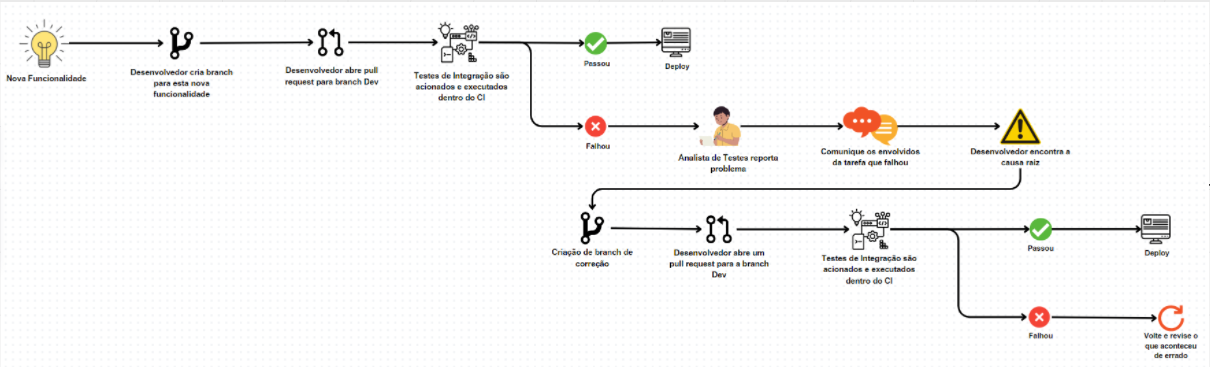 Nova Funcionalidade
Desenvolvedor cria branch
para esta nova
funcionalidade
Desenvolvedor abre pull
request para branch Dev
Testes de Integração são
acionados e executados
dentro do CI
Passou
Deploy
Falhou
Analista de Testes reporta
problema
Comunique os envolvidos
da tarefa que falhou
Desenvolvedor encontra a
causa raiz
Criação de branch de
correção
Desenvolvedor abre um
pull request para a branch
Dev
Testes de Integração são
acionados e executados
dentro do CI
Passou
Deploy
Falhou
Volte e revise o
que aconteceu
de errado